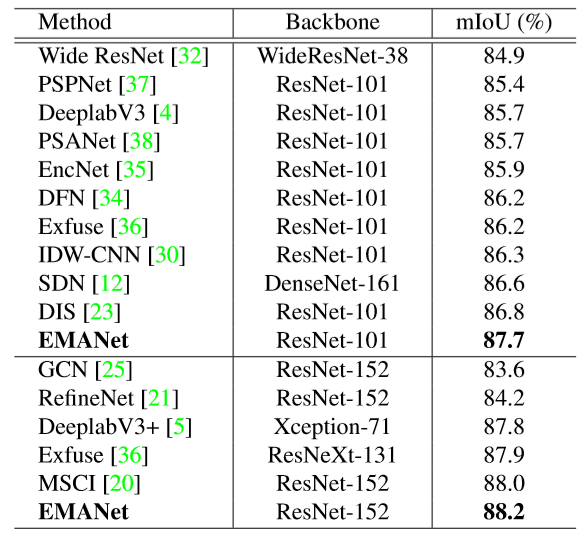 Method Backbone mIoU (%)
Wide ResNet [32] WideResNet-38 84.9
PSPNet [37] ResNet-101 85.4
DeeplabV3 [4] ResNet-101 85.7
PSANet [38] ResNet-101 85.7
EncNet [35] ResNet-101 85.9
DFN [34] ResNet-101 86.2
Exfuse [36] ResNet-101 86.2
IDW-CNN [30] ResNet-101 86.3
SDN [12] DenseNet-161 86.6
DIS [23] ResNet-101 86.8
EMANet ResNet-101 87.7
GCN [25] ResNet-152 83.6
RefineNet [21] ResNet-152 84.2
DeeplabV3+ [5] Xception-71 87.8
Exfuse [36] ResNeXt-131 87.9
MSCI [20] ResNet-152 88.0
EMANet ResNet-152 88.2